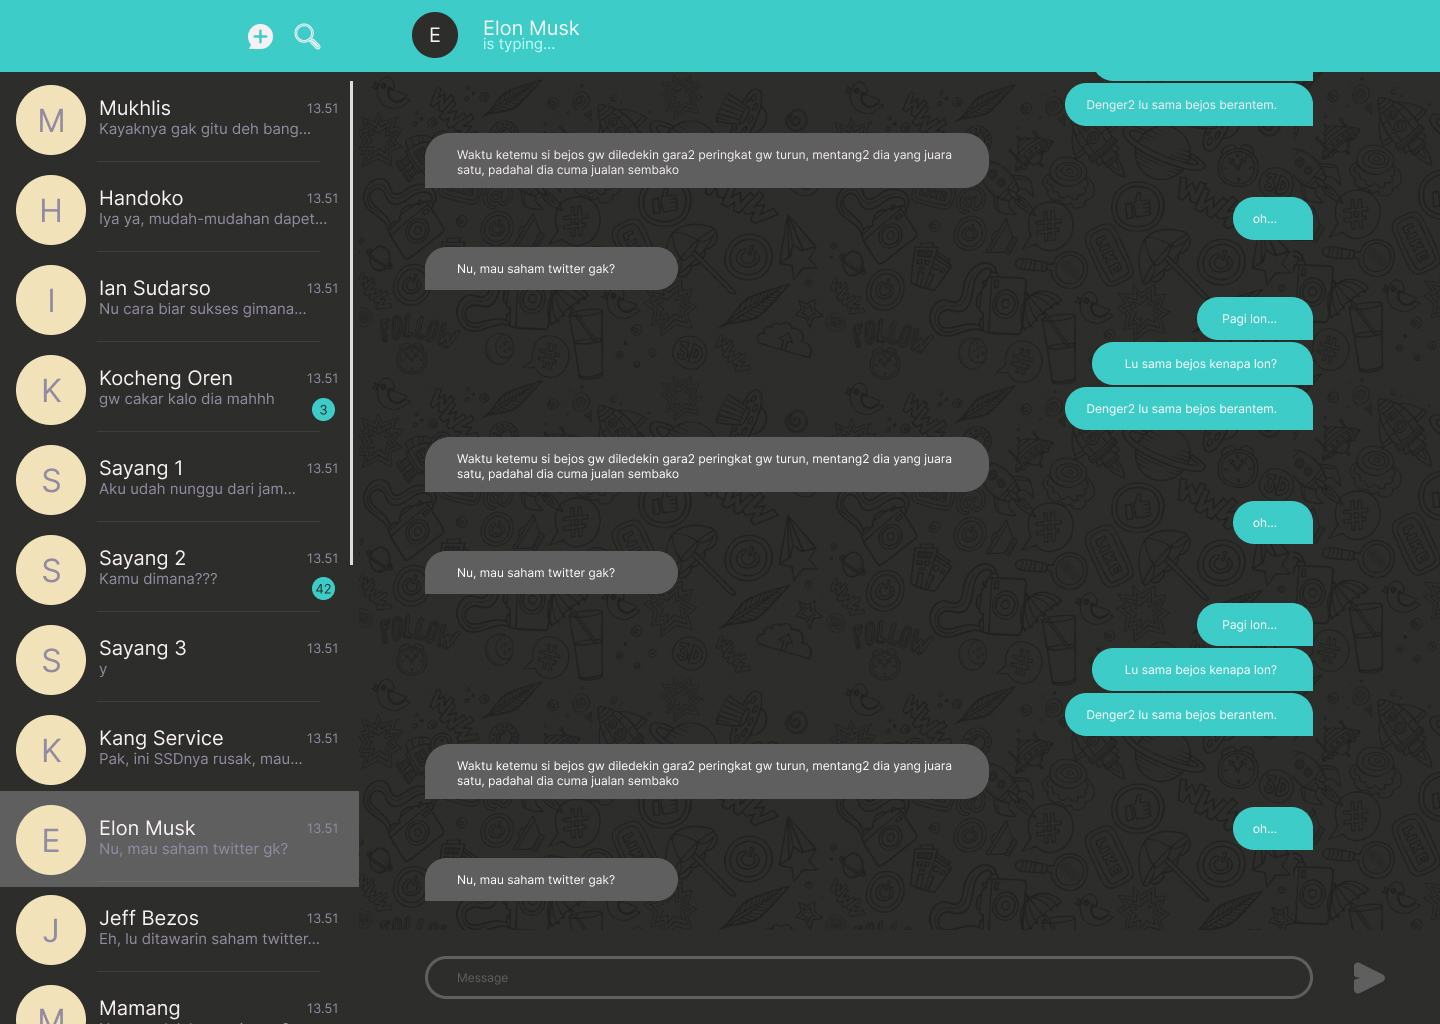 E
Elon Musk
is typing...
M
Mukhlis
13.51
Kayaknya gak gitu deh bang...
H
Handoko
13.51
Iya ya, mudah-mudahan dapet...
I
Ian Sudarso
13.51
Nu cara biar sukses gimana...
K
Kocheng Oren
13.51
gw cakar kalo dia mahhh
3
S
Sayang 1
13.51
Aku udah nunggu dari jam...
S
Sayang 2
13.51
Kamu dimana???
42
S
Sayang 3
13.51
y
K
Kang Service
13.51
Pak, ini SSDnya rusak, mau...
E
Elon Musk
13.51
Nu, mau saham twitter gk?
J
Jeff Bezos
13.51
Eh, lu ditawarin saham twitter...
M
Mamang
13.51
Denger2 lu sama bejos berantem.
Waktu ketemu si bejos gw diledekin gara2 peringkat gw turun, mentang2 dia yang juara
satu, padahal dia cuma jualan sembako
oh...
Nu, mau saham twitter gak?
Pagi lon...
Lu sama bejos kenapa lon?
Denger2 lu sama bejos berantem.
Waktu ketemu si bejos gw diledekin gara2 peringkat gw turun, mentang2 dia yang juara
satu, padahal dia cuma jualan sembako
oh...
Nu, mau saham twitter gak?
Pagi lon...
Lu sama bejos kenapa lon?
Denger2 lu sama bejos berantem.
Waktu ketemu si bejos gw diledekin gara2 peringkat gw turun, mentang2 dia yang juara
satu, padahal dia cuma jualan sembako
oh...
Nu, mau saham twitter gak?
Message